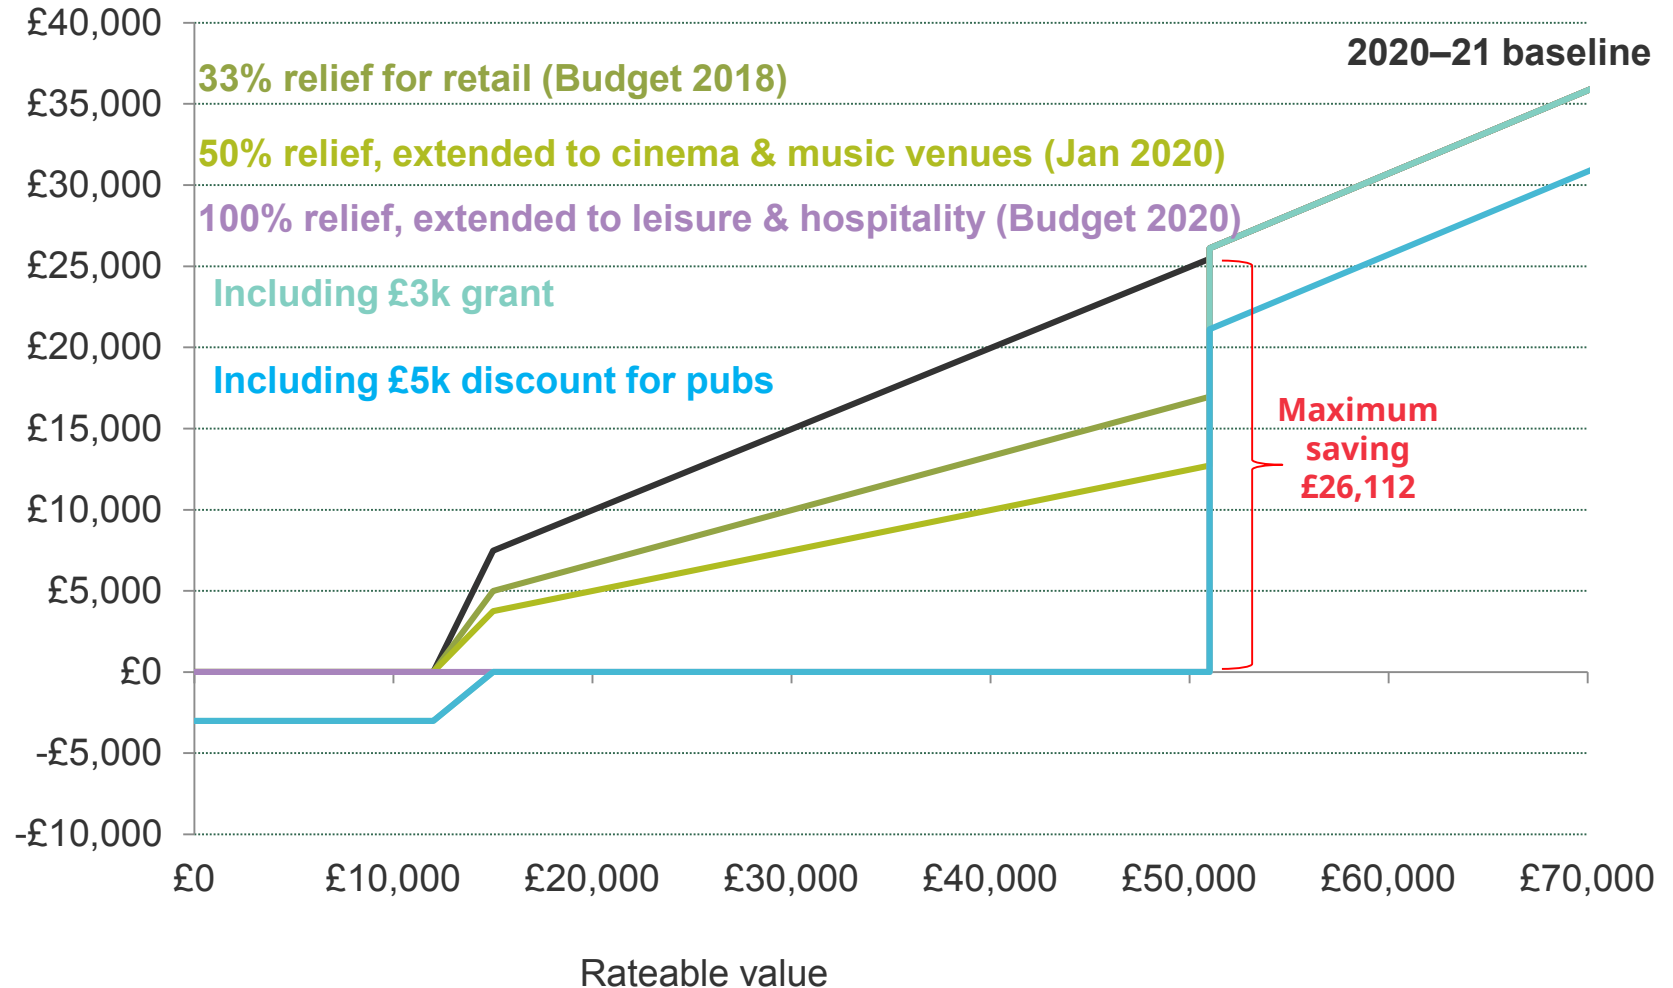 £40,000
2020–21 baseline
33% relief for retail (Budget 2018)
£35,000
50% relief, extended to cinema & music venues (Jan 2020)
£30,000
100% relief, extended to leisure & hospitality (Budget 2020)
£25,000
Including £3k grant
£20,000
Including £5k discount for pubs
£15,000
Maximum
saving
£26,112
£10,000
£5,000
£0
-£5,000
-£10,000
£0 £10,000 £20,000 £30,000 £40,000 £50,000 £60,000 £70,000
Rateable value